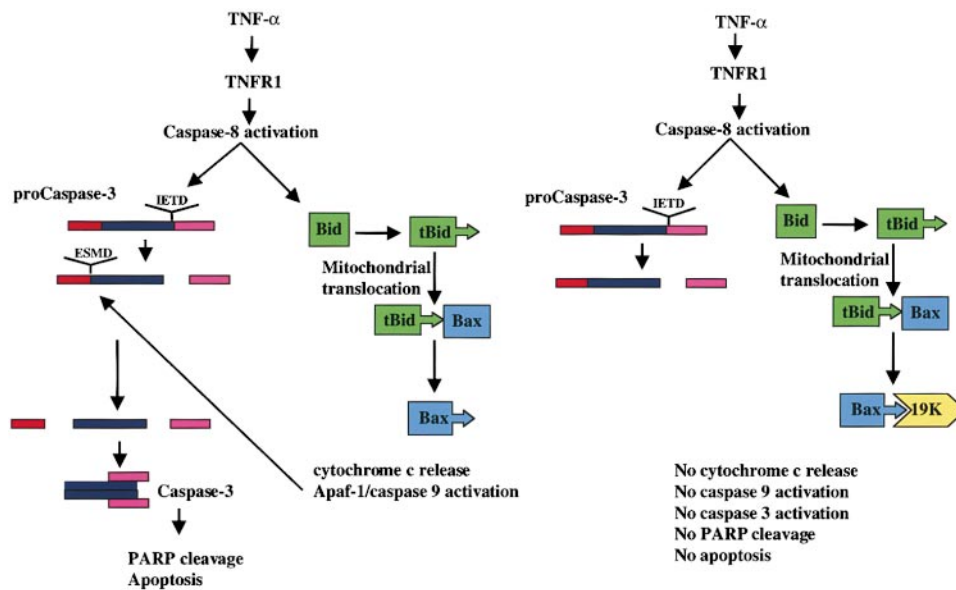 TNF-α
TNFR1
Caspase-8 activation
proCaspase-3
IETD
ESMD
Bid
tBid
Mitochondrial
translocation
tBid
Bax
Bax
cytochrome c release
Apaf-1/caspase 9 activation
Caspase-3
PARP cleavage
Apoptosis
TNF-α
TNFR1
Caspase-8 activation
proCaspase-3
IETD
Bid
tBid
Mitochondrial
translocation
tBid
Bax
Bax
19K
No cytochrome c release
No caspase 9 activation
No caspase 3 activation
No PARP cleavage
No apoptosis